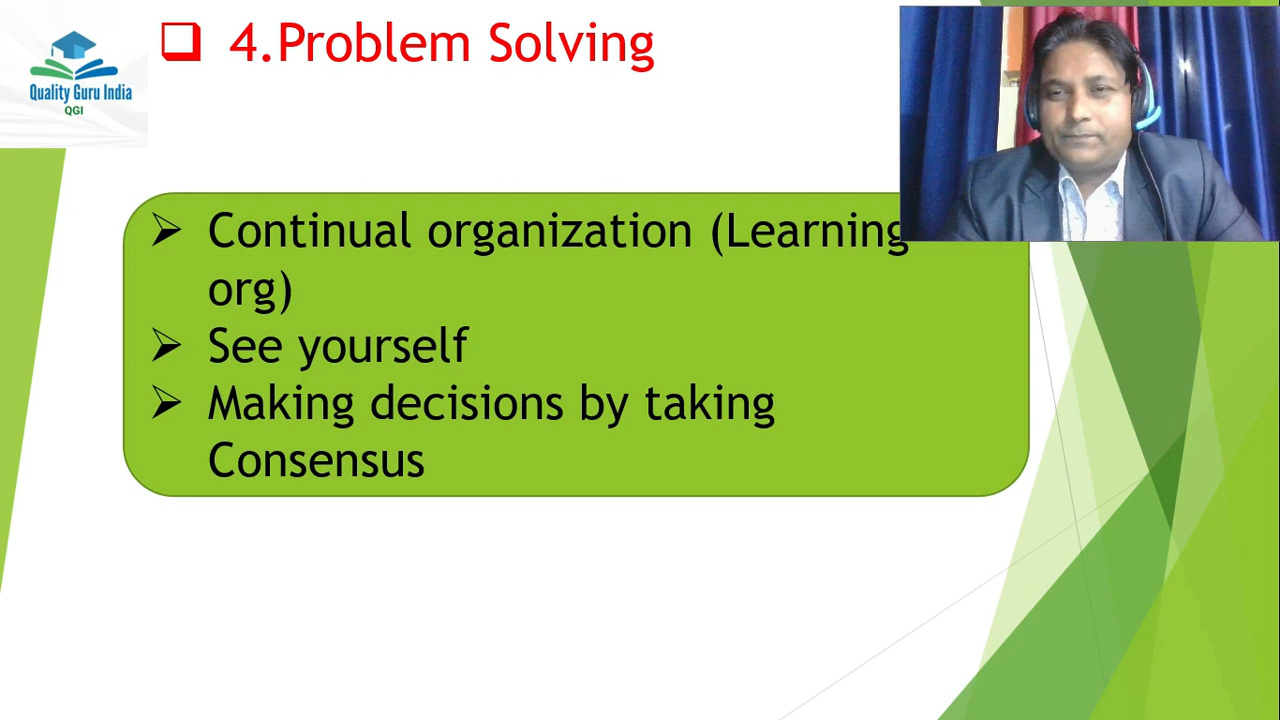 4.Problem Solving
Quality Guru India
QGI
Continual organization (Learning
org)
See yourself
Making decisions by taking
Consensus